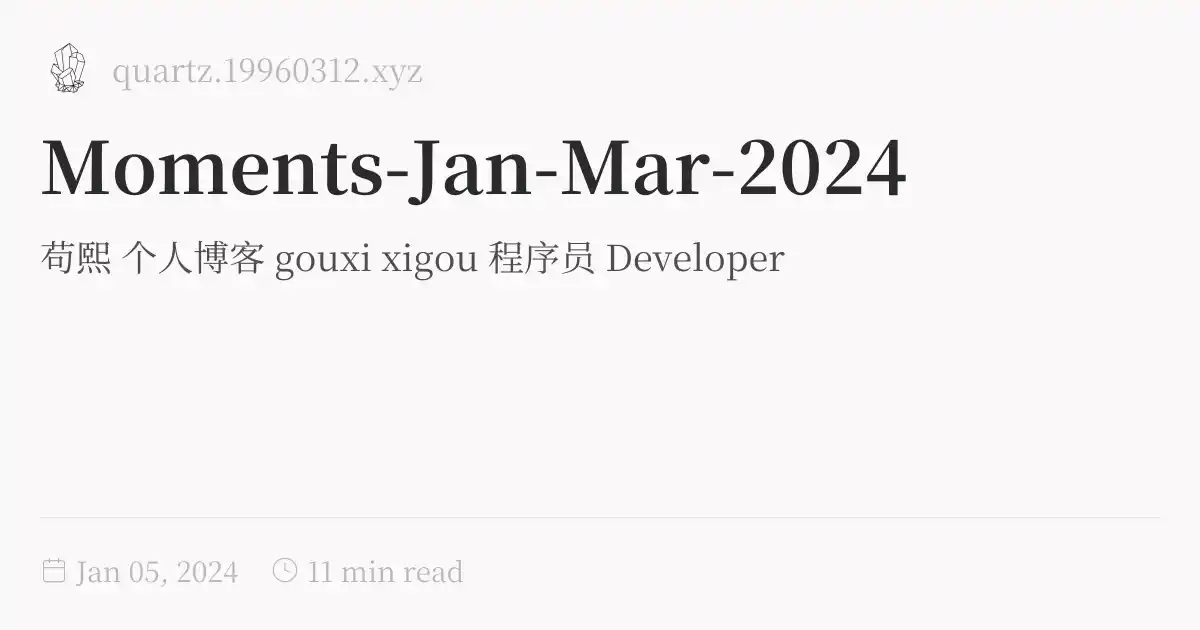 quartz.19960312.xyz
Moments-Jan-Mar-2024
苟熙 个人博客 gouxi xigou 程序员 Developer
Jan 05, 2024 11 min read